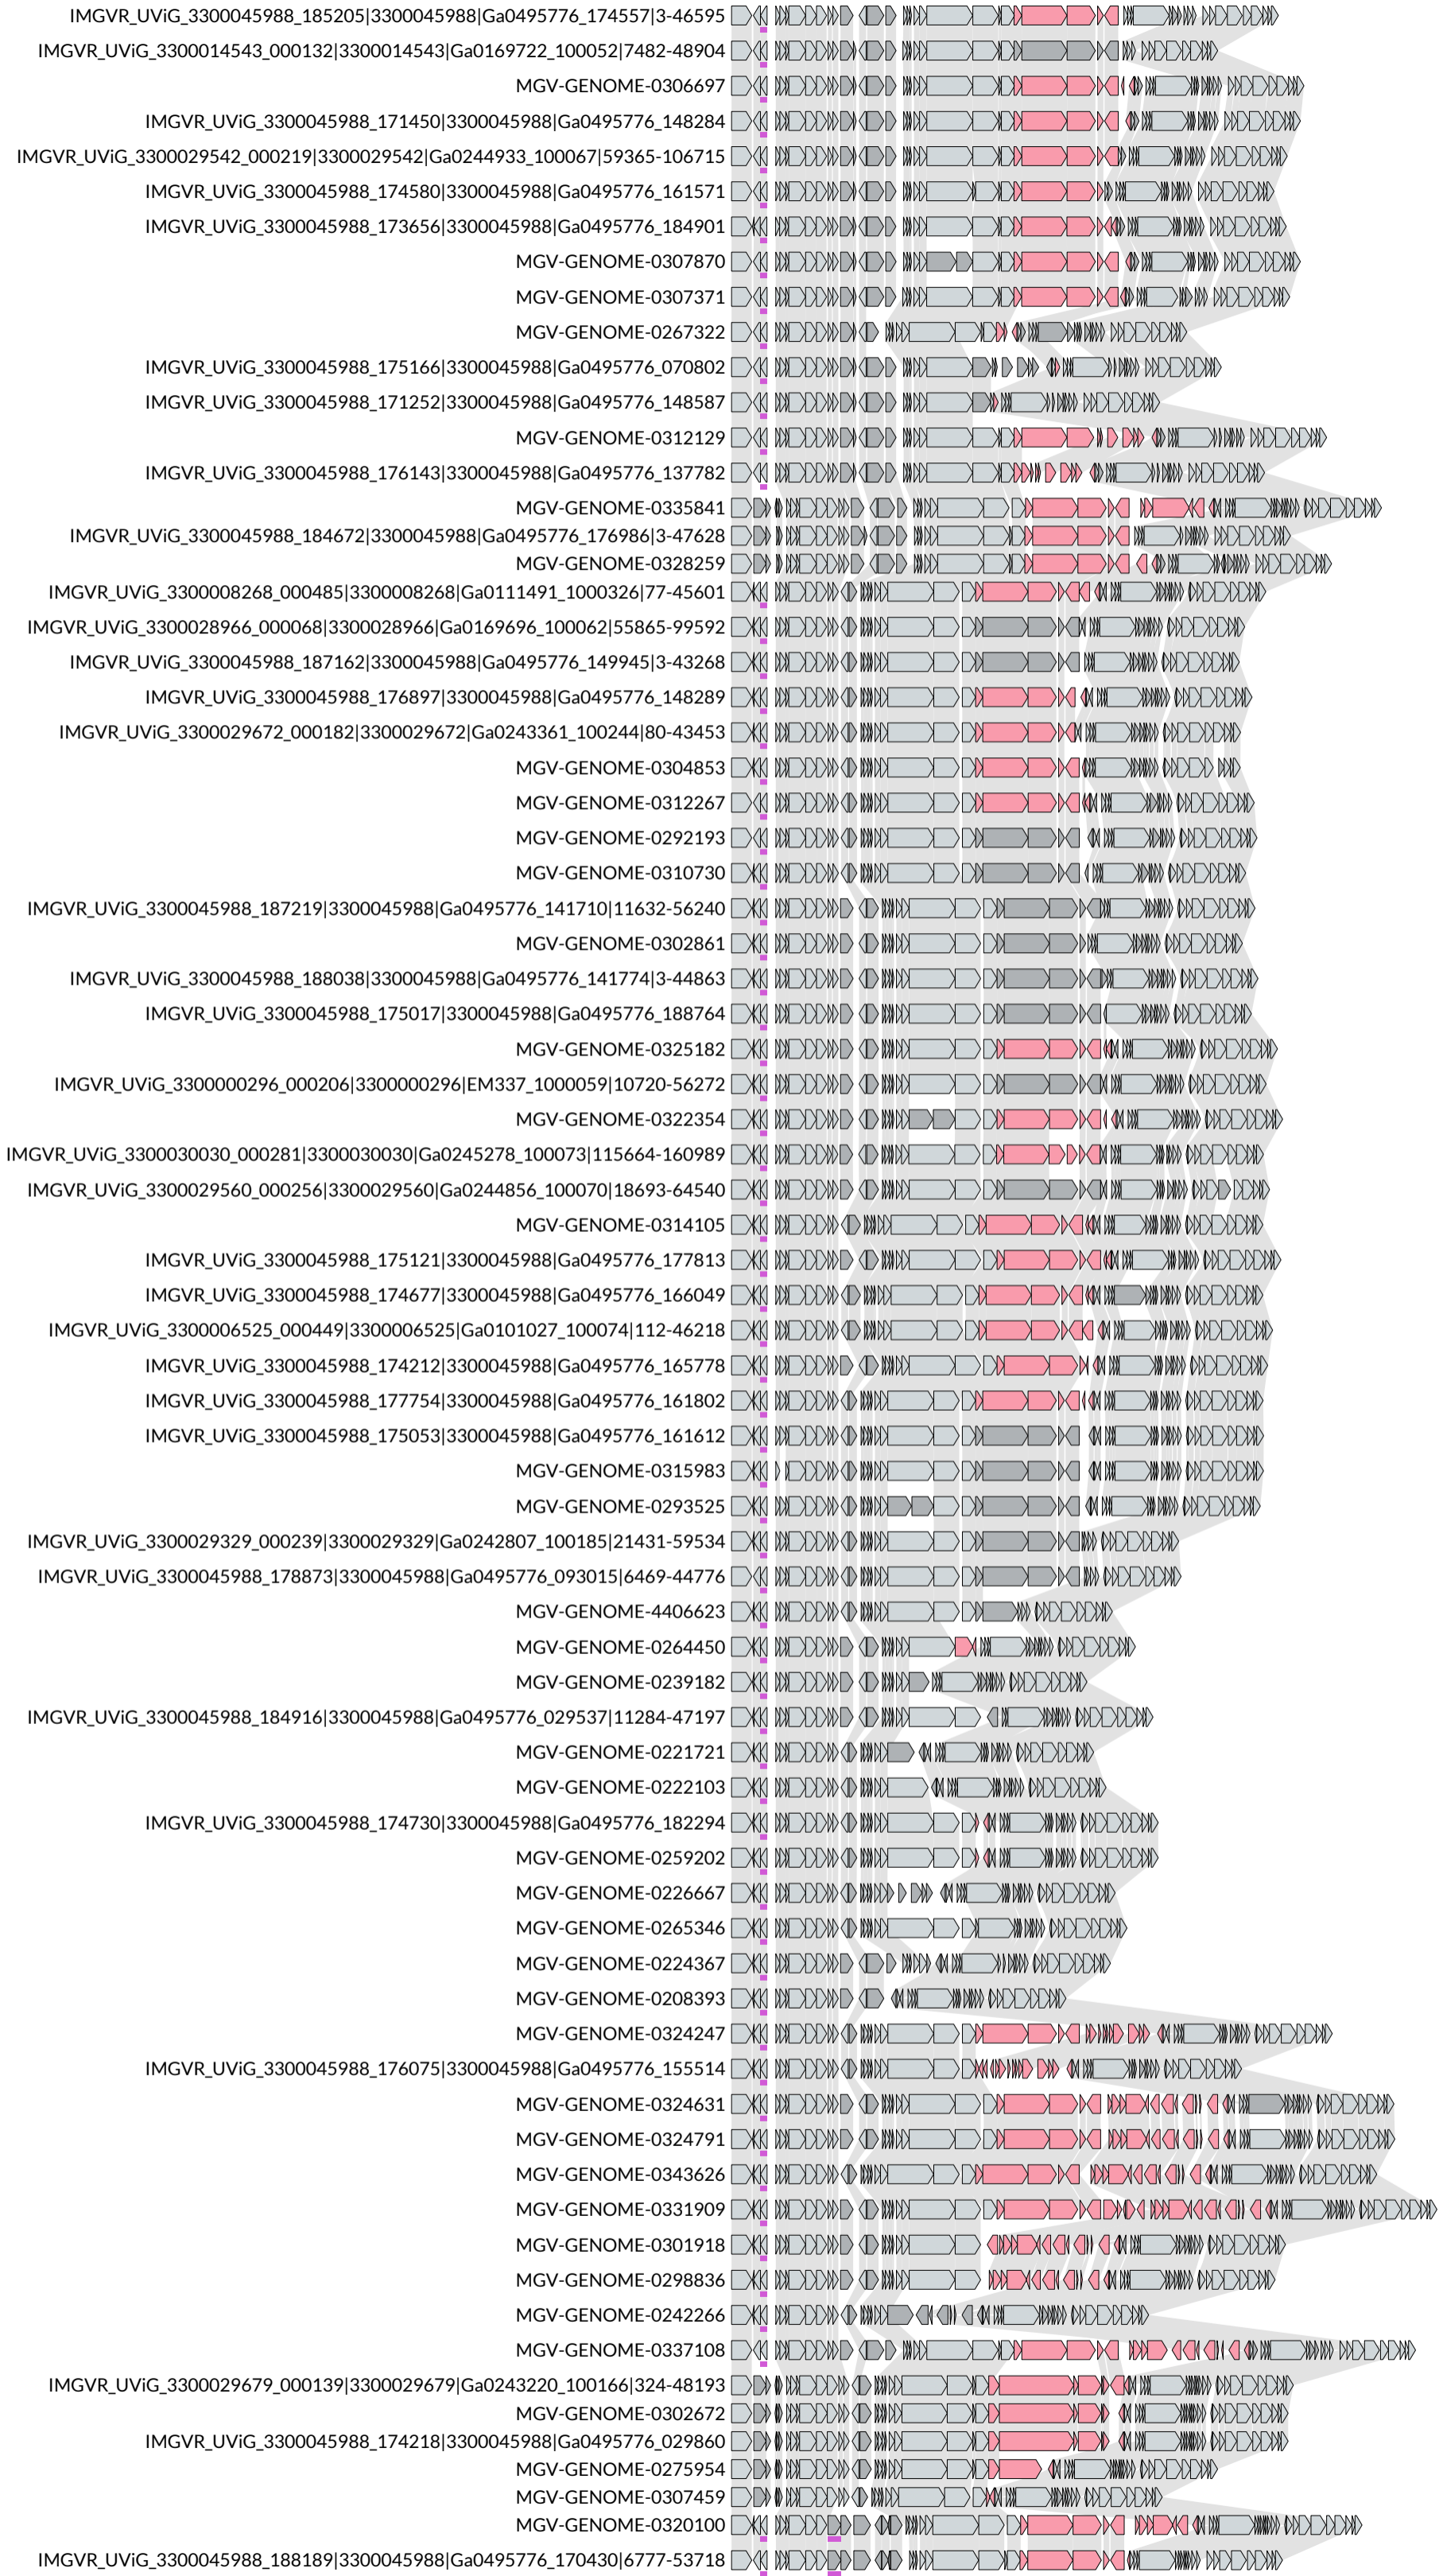 IMGVR_UViG_3300045988_185205|3300045988|Ga0495776_174557|3-46595
IMGVR_UViG_3300014543_000132|3300014543|Ga0169722_100052|7482-48904
MGV-GENOME-0306697
IMGVR_UViG_3300045988_171450|3300045988|Ga0495776_148284
IMGVR_UViG_3300029542_000219|3300029542|Ga0244933_100067|59365-106715
IMGVR_UViG_3300045988_174580|3300045988|Ga0495776_161571
IMGVR_UViG_3300045988_173656|3300045988|Ga0495776_184901
MGV-GENOME-0307870
MGV-GENOME-0307371
MGV-GENOME-0267322
IMGVR_UViG_3300045988_175166|3300045988|Ga0495776_070802
IMGVR_UViG_3300045988_171252|3300045988|Ga0495776_148587
MGV-GENOME-0312129
IMGVR_UViG_3300045988_176143|3300045988|Ga0495776_137782
MGV-GENOME-0335841
IMGVR_UViG_3300045988_184672|3300045988|Ga0495776_176986|3-47628
MGV-GENOME-0328259
IMGVR_UViG_3300008268_000485|3300008268|Ga0111491_1000326|77-45601
IMGVR_UViG_3300028966_000068|3300028966|Ga0169696_100062|55865-99592
IMGVR_UViG_3300045988_187162|3300045988|Ga0495776_149945|3-43268
IMGVR_UViG_3300045988_176897|3300045988|Ga0495776_148289
IMGVR_UViG_3300029672_000182|3300029672|Ga0243361_100244|80-43453
MGV-GENOME-0304853
MGV-GENOME-0312267
MGV-GENOME-0292193
MGV-GENOME-0310730
IMGVR_UViG_3300045988_187219|3300045988|Ga0495776_141710|11632-56240
MGV-GENOME-0302861
IMGVR_UViG_3300045988_188038|3300045988|Ga0495776_141774|3-44863
IMGVR_UViG_3300045988_175017|3300045988|Ga0495776_188764
MGV-GENOME-0325182
IMGVR_UViG_3300000296_000206|3300000296|EM337_1000059|10720-56272
MGV-GENOME-0322354
IMGVR_UViG_3300030030_000281|3300030030|Ga0245278_100073|115664-160989
IMGVR_UViG_3300029560_000256|3300029560|Ga0244856_100070|18693-64540
MGV-GENOME-0314105
IMGVR_UViG_3300045988_175121|3300045988|Ga0495776_177813
IMGVR_UViG_3300045988_174677|3300045988|Ga0495776_166049
IMGVR_UViG_3300006525_000449|3300006525|Ga0101027_100074|112-46218
IMGVR_UViG_3300045988_174212|3300045988|Ga0495776_165778
IMGVR_UViG_3300045988_177754|3300045988|Ga0495776_161802
IMGVR_UViG_3300045988_175053|3300045988|Ga0495776_161612
MGV-GENOME-0315983
MGV-GENOME-0293525
IMGVR_UViG_3300029329_000239|3300029329|Ga0242807_100185|21431-59534
IMGVR_UViG_3300045988_178873|3300045988|Ga0495776_093015|6469-44776
MGV-GENOME-4406623
MGV-GENOME-0264450
MGV-GENOME-0239182
IMGVR_UViG_3300045988_184916|3300045988|Ga0495776_029537|11284-47197
MGV-GENOME-0221721
MGV-GENOME-0222103
IMGVR_UViG_3300045988_174730|3300045988|Ga0495776_182294
MGV-GENOME-0259202
MGV-GENOME-0226667
MGV-GENOME-0265346
MGV-GENOME-0224367
MGV-GENOME-0208393
MGV-GENOME-0324247
IMGVR_UViG_3300045988_176075|3300045988|Ga0495776_155514
MGV-GENOME-0324631
MGV-GENOME-0324791
MGV-GENOME-0343626
MGV-GENOME-0331909
MGV-GENOME-0301918
MGV-GENOME-0298836
MGV-GENOME-0242266
MGV-GENOME-0337108
IMGVR_UViG_3300029679_000139|3300029679|Ga0243220_100166|324-48193
MGV-GENOME-0302672
IMGVR_UViG_3300045988_174218|3300045988|Ga0495776_029860
MGV-GENOME-0275954
MGV-GENOME-0307459
MGV-GENOME-0320100
IMGVR_UViG_3300045988_188189|3300045988|Ga0495776_170430|6777-53718